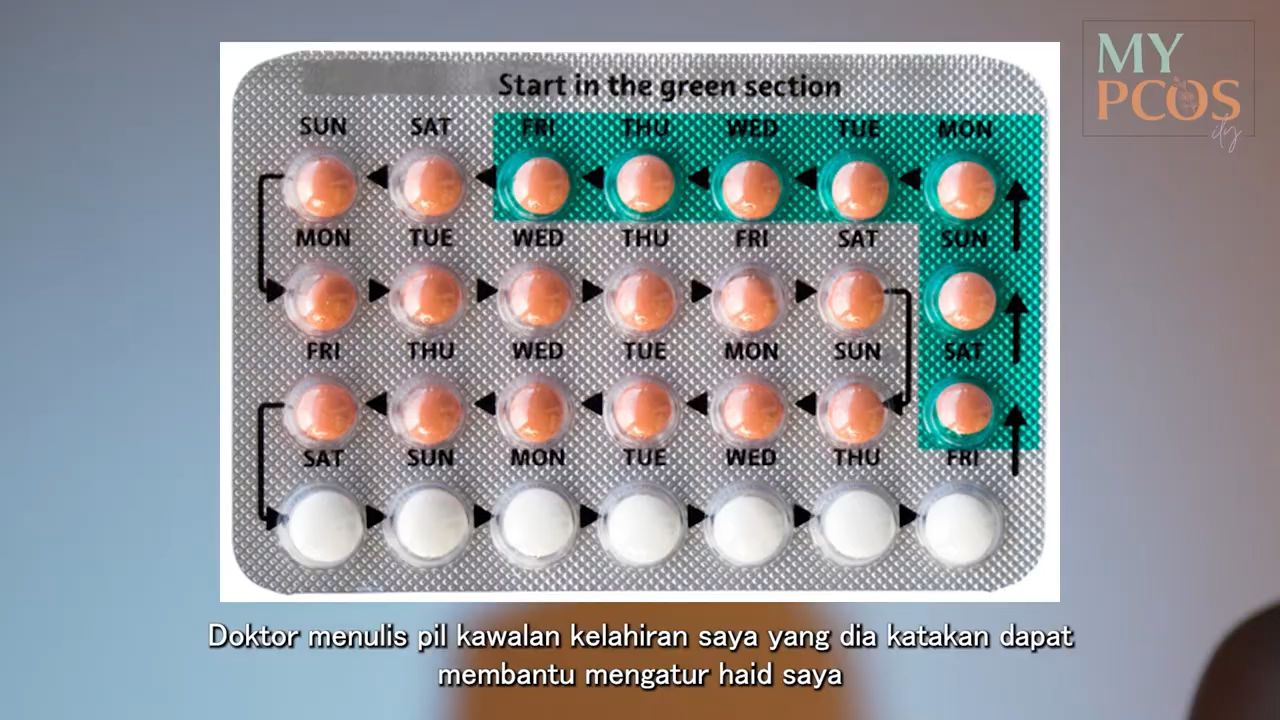 MY
PCOS
ily
Start in the green section
SUN SAT FRI THU WED TUE MON
MON TUE WED THU FRI SAT SUN
FRI THU WED TUE MON SUN SAT
SAT SUN MON TUE WED THU FRI
Doktor menulis pil kawalan kelahiran saya yang dia katakan dapat
membantu mengatur haid saya